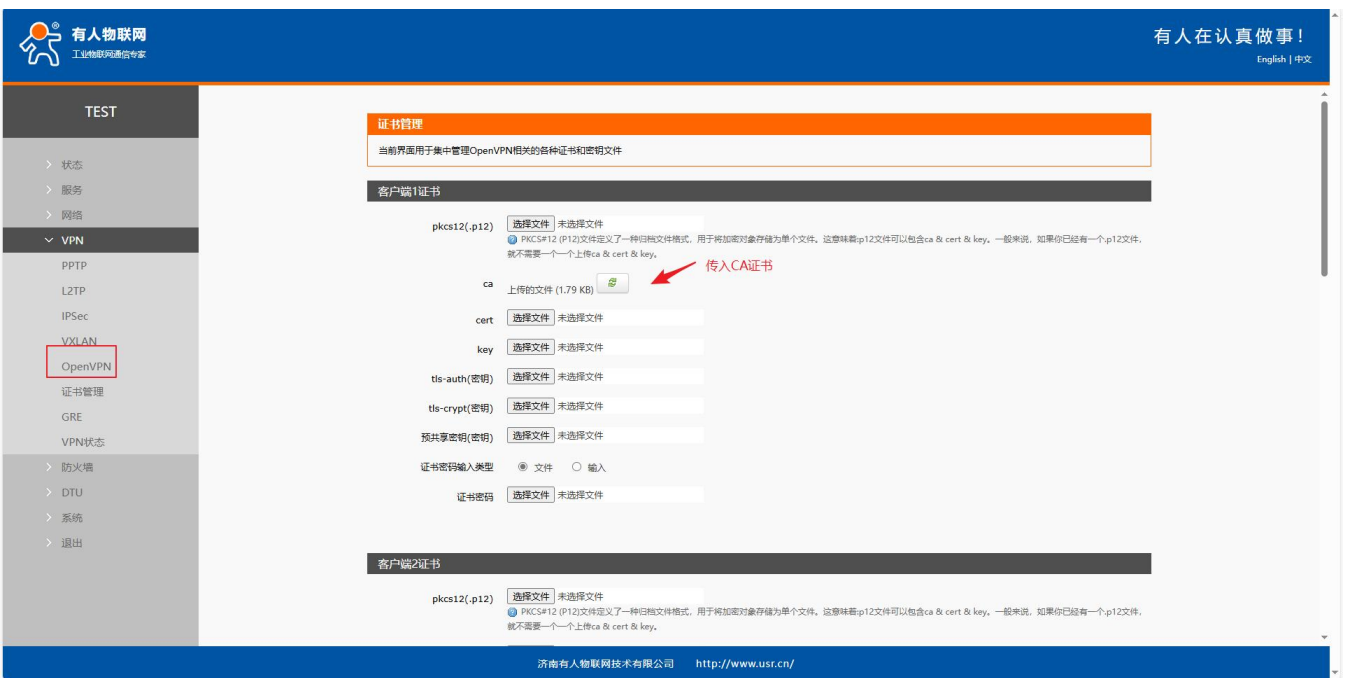 有人物联网
工业物联网通信专家
有人在认真做事!
English | 中文
TEST
状态
服务
网络
VPN
PPTP
L2TP
IPSec
VXLAN
OpenVPN
证书管理
GRE
VPN状态
防火墙
DTU
系统
退出
证书管理
当前界面用于集中管理OpenVPN相关的各种证书和密钥文件
客户端1证书
pkcs12(.p12) 选择文件 未选择文件
PKCS#12 (P12)文件定义了一种归档文件格式，用于将加密对象存储为单个文件。这意味着:p12文件可以包含ca & cert & key。一般来说，如果你已经有一个.p12文件，
就不需要一个一个上传ca & cert & key。
传入CA证书
ca 上传的文件 (1.79 KB)
cert 选择文件 未选择文件
key 选择文件 未选择文件
tls-auth(密钥) 选择文件 未选择文件
tls-crypt(密钥) 选择文件 未选择文件
预共享密钥(密钥) 选择文件 未选择文件
证书密码输入类型 文件 输入
证书密码 选择文件 未选择文件
客户端2证书
pkcs12(.p12) 选择文件 未选择文件
PKCS#12 (P12)文件定义了一种归档文件格式，用于将加密对象存储为单个文件。这意味着:p12文件可以包含ca & cert & key。一般来说，如果你已经有一个.p12文件，
就不需要一个一个上传ca & cert & key。
济南有人物联网技术有限公司 http://www.usr.cn/